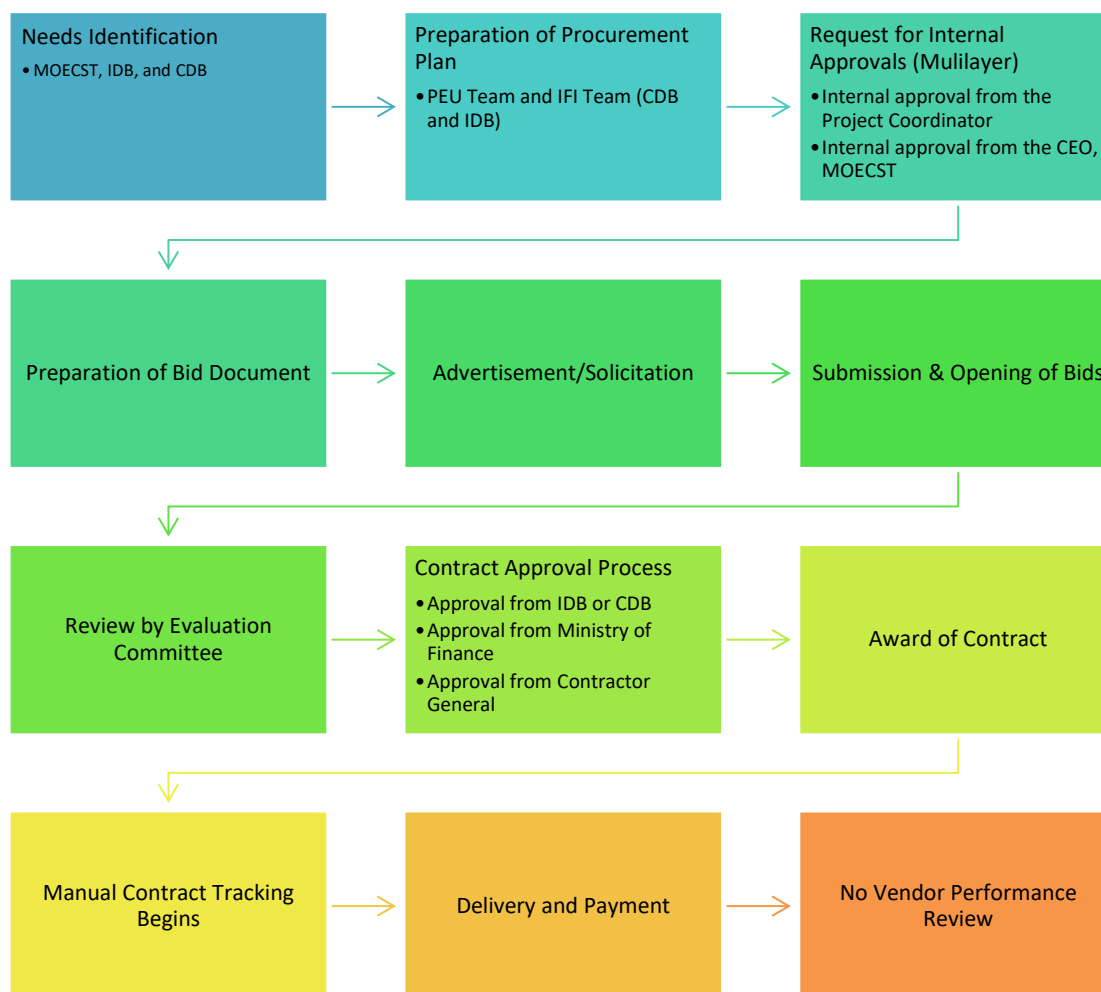 Needs Identification
• MOECST, IDB, and CDB
Preparation of Procurement
Plan
• PEU Team and IFI Team (CDB
and IDB)
Request for Internal
Approvals (Mulilayer)
• Internal approval from the
Project Coordinator
• Internal approval from the CEO,
MOECST
Preparation of Bid Document
Advertisement/Solicitation
Submission & Opening of Bids
Review by Evaluation
Committee
Contract Approval Process
• Approval from IDB or CDB
• Approval from Ministry of
Finance
• Approval from Contractor
General
Award of Contract
Manual Contract Tracking
Begins
Delivery and Payment
No Vendor Performance
Review